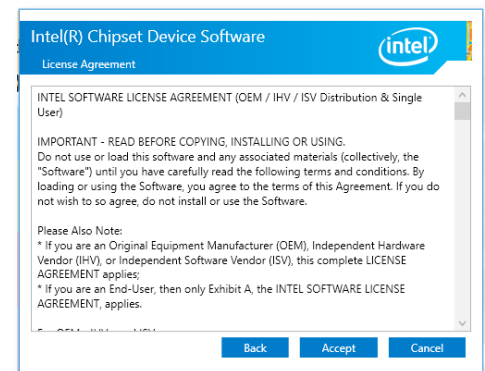 Intel(R) Chipset Device Software
License Agreement
intel
INTEL SOFTWARE LICENSE AGREEMENT (OEM / IHV / ISV Distribution & Single
User)
IMPORTANT - READ BEFORE COPYING, INSTALLING OR USING.
Do not use or load this software and any associated materials (collectively, the
"Software") until you have carefully read the following terms and conditions. By
loading or using the Software, you agree to the terms of this Agreement. If you do
not wish to so agree, do not install or use the Software.
Please Also Note:
* If you are an Original Equipment Manufacturer (OEM), Independent Hardware
Vendor (IHV), or Independent Software Vendor (ISV), this complete LICENSE
AGREEMENT applies;
* If you are an End-User, then only Exhibit A, the INTEL SOFTWARE LICENSE
AGREEMENT, applies.
Back
Accept
Cancel